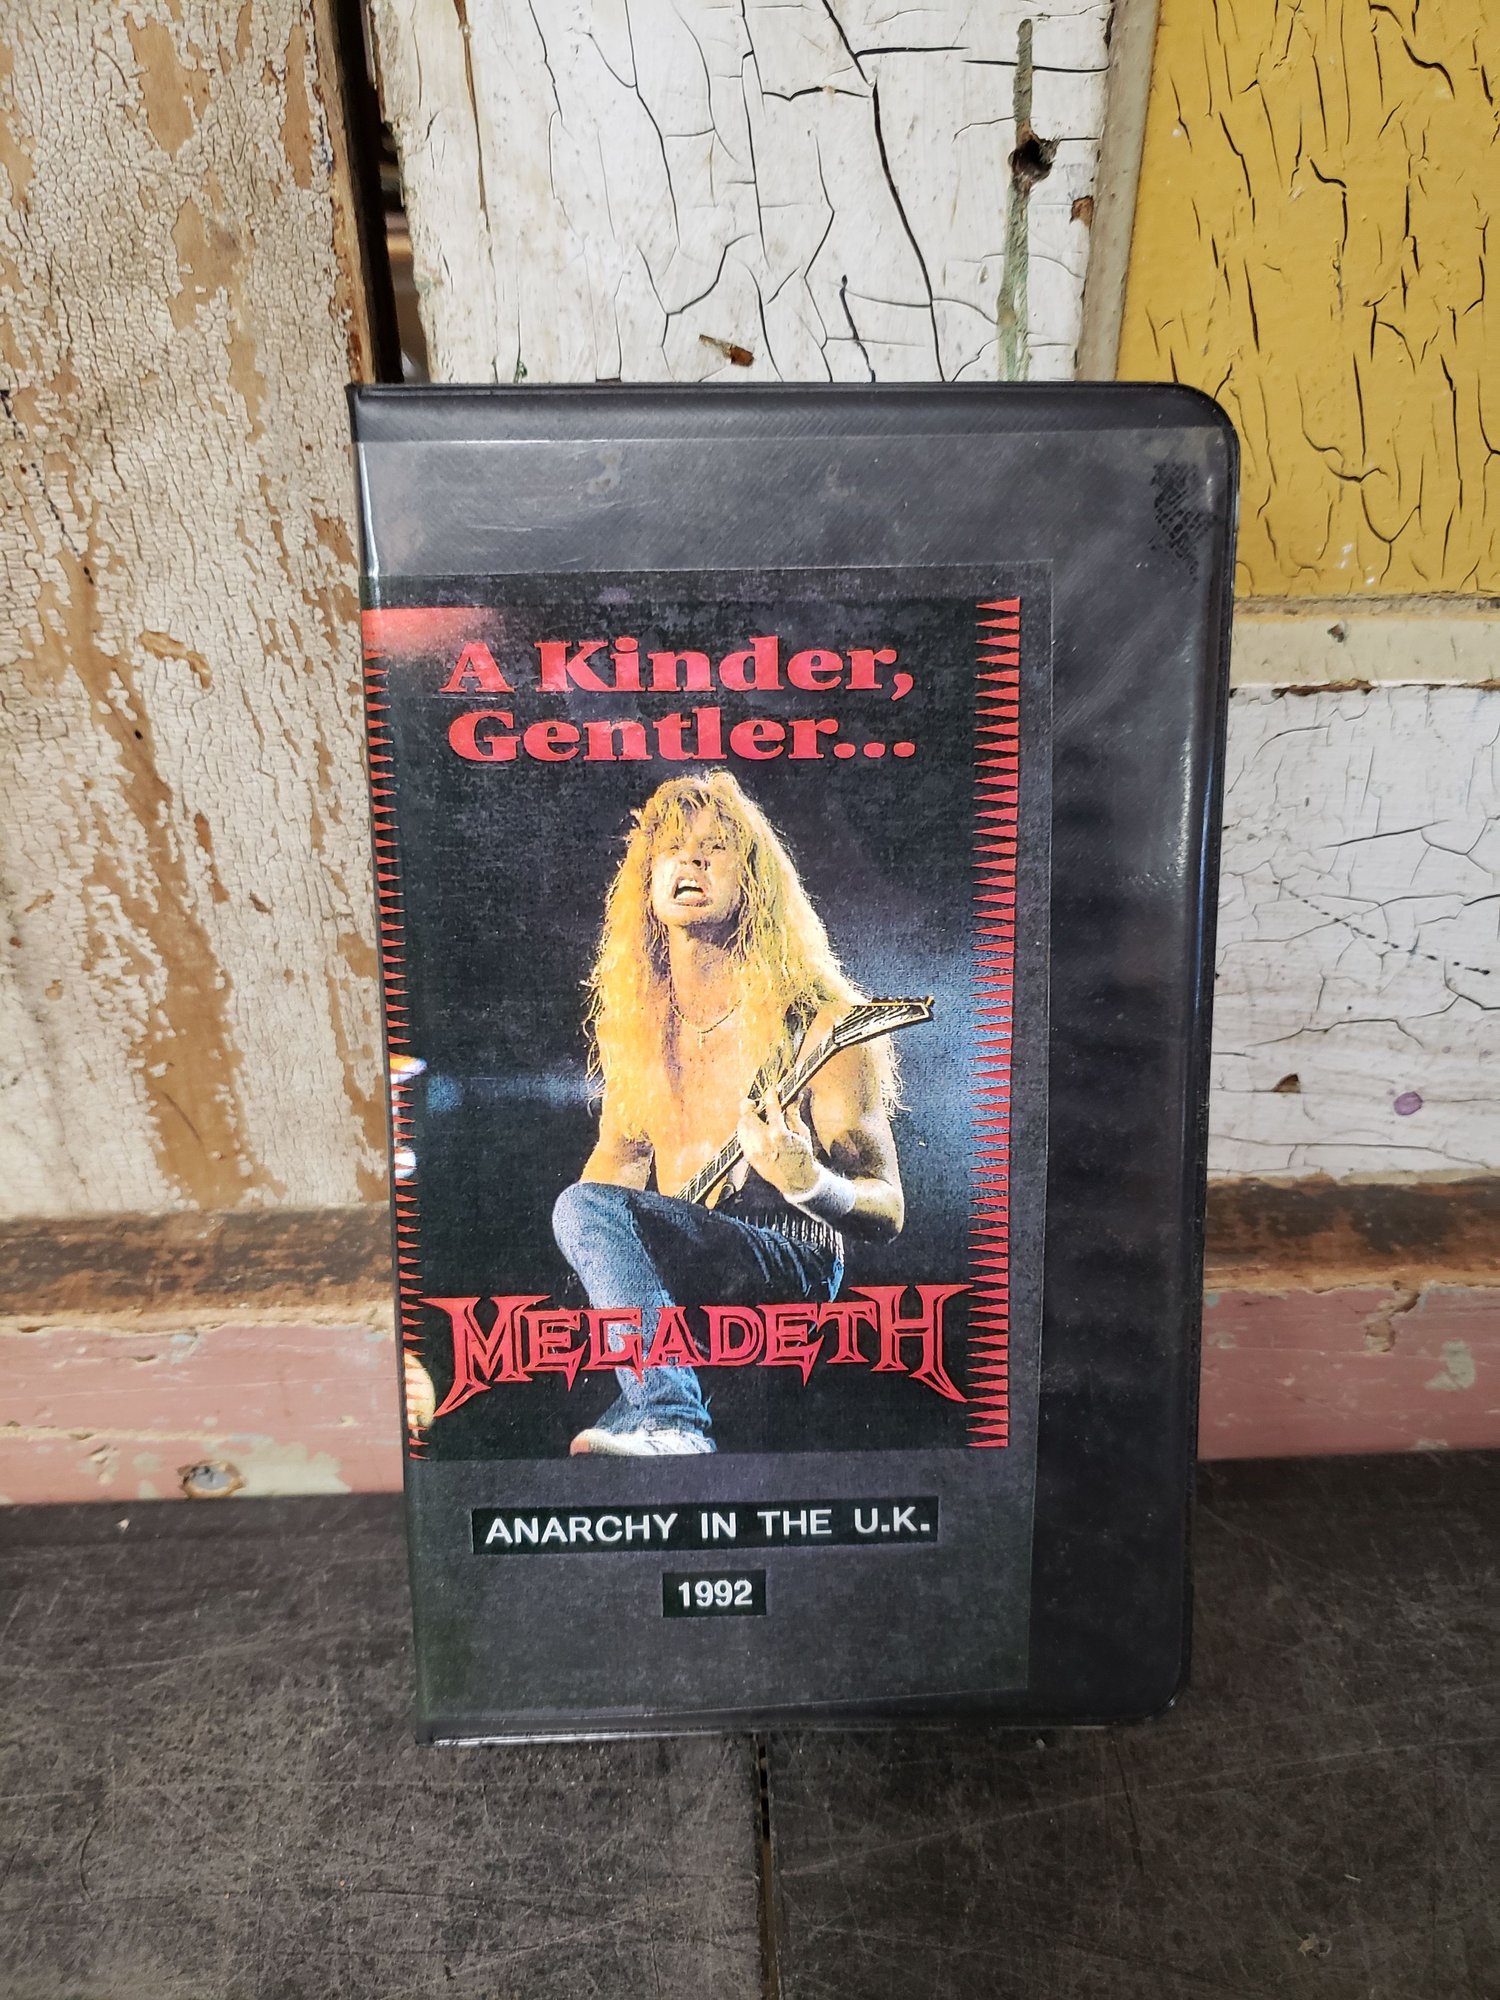 A Kinder,
Gentler...
MEGADETH
ANARCHY IN THE U.K.
1992